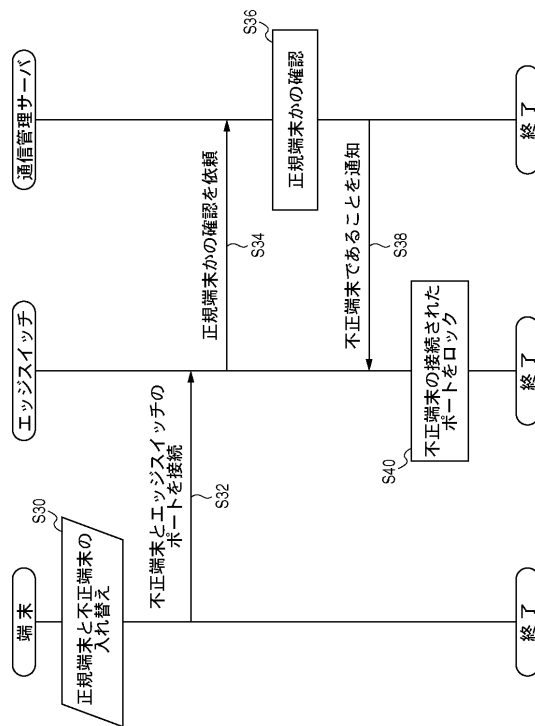 端末
エッジスイッチ
通信管理サーバ
S30
正規端末と不正端末の
入れ替え
不正端末とエッジスイッチの
ポートを接続
S32
正規端末かの確認を依頼
S34
S36
正規端末かの確認
不正端末であることを通知
S38
S40
不正端末の接続された
ポートをロック
終了
終了
終了